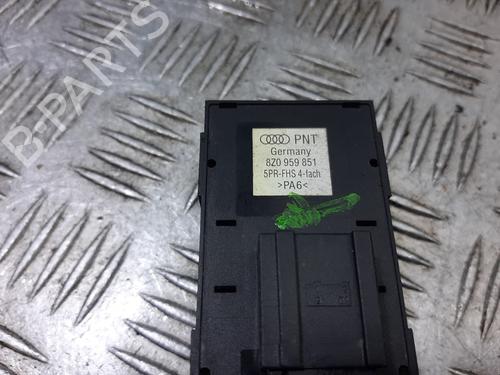 B-PARTS
PNT
Germany
8Z0 959 851
5PR-FHS 4-fach
>PA6<